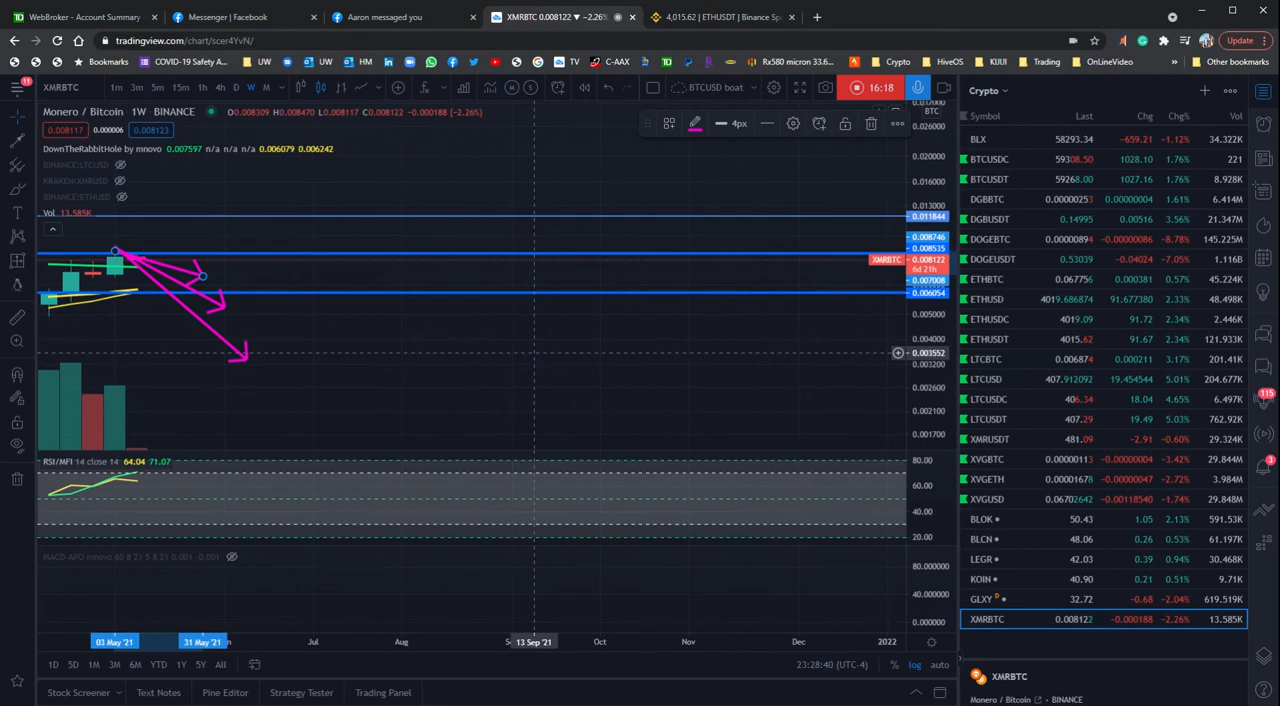 WeBroker - Account Summary
Messenger | Facebook
Aaron messaged you
XMRBTC 0.008122 ▼ −2.26%
4,015.62 | ETHUSDT | Binance Sp
tradingview.com/chart/scer4YvN/
Update
Bookmarks
COVID-19 Safety A...
UW
UW
HM
TV
C-AAX
Rx580 micron 33.6...
Crypto
HiveOS
KIJIJI
Trading
OnLineVideo
Other bookmarks
11
XMRBTC
1m 3m 5m 15m 1h 4h D W M
BTCUSD boat
16:18
Monero / Bitcoin 1W BINANCE
O0.008309 H0.008470 L0.008117 C0.008122 −0.000188 (−2.26%)
0.008117 0.000006 0.008123
DownTheRabbitHole by mnovo 0.007597 n/a n/a n/a 0.006079 0.006242
BINANCE:LTCUSD
KRAKEN:XMRUSD
BINANCE:ETHUSD
Vol 13.585K
4px
BTC
0.026000
0.020000
0.016000
0.013000
0.011844
0.008746
0.008535
XMRBTC 0.008122
6d 21h
0.007008
0.006054
0.005000
0.004000
0.003552
0.003200
0.002600
0.002100
0.001700
RSI/MFI 14 close 14 64.04 71.07
80.00
60.00
40.00
20.00
MACD-APO mnovo 60 8 21 5 8 21 0.001 -0.001
80.000000
40.000000
0.000000
03 May '21
31 May '21
Jul
Aug
13 Sep '21
Oct
Nov
Dec
2022
1D 5D 1M 3M 6M YTD 1Y 5Y All
23:28:40 (UTC-4)
% log auto
Stock Screener
Text Notes
Pine Editor
Strategy Tester
Trading Panel
Crypto
Symbol Last Chg Chg% Vol
BLX 58293.34 −659.21 −1.12% 34.322K
BTCUSDC 59308.50 1028.10 1.76% 221
BTCUSDT 59268.00 1027.16 1.76% 8.928K
DGBBTC 0.00000253 0.00000004 1.61% 6.414M
DGBUSDT 0.14995 0.00516 3.56% 21.347M
DOGEBTC 0.00000894 −0.00000086 −8.78% 145.225M
DOGEUSDT 0.53039 −0.04024 −7.05% 1.116B
ETHBTC 0.067756 0.000381 0.57% 45.224K
ETHUSD 4019.686874 91.677380 2.33% 48.498K
ETHUSDC 4019.09 91.72 2.34% 2.446K
ETHUSDT 4015.62 91.67 2.34% 121.933K
LTCBTC 0.006874 0.000211 3.17% 201.41K
LTCUSD 407.912092 19.454544 5.01% 204.677K
LTCUSDC 406.34 18.04 4.65% 6.497K
LTCUSDT 407.29 19.49 5.03% 762.92K
XMRUSDT 481.09 −2.91 −0.60% 29.324K
XVGBTC 0.00000113 −0.00000004 −3.42% 29.844M
XVGETH 0.00001678 −0.00000047 −2.72% 3.984M
XVGUSD 0.06702642 −0.00118540 −1.74% 29.848M
BLOK 50.43 1.05 2.13% 591.53K
BLCN 48.06 0.26 0.53% 61.197K
LEGR 42.03 0.39 0.94% 30.468K
KOIN 40.90 0.21 0.51% 9.71K
GLXY D 32.72 −0.68 −2.04% 619.519K
XMRBTC 0.008122 −0.000188 −2.26% 13.585K
XMRBTC
Monero / Bitcoin • BINANCE
115
3